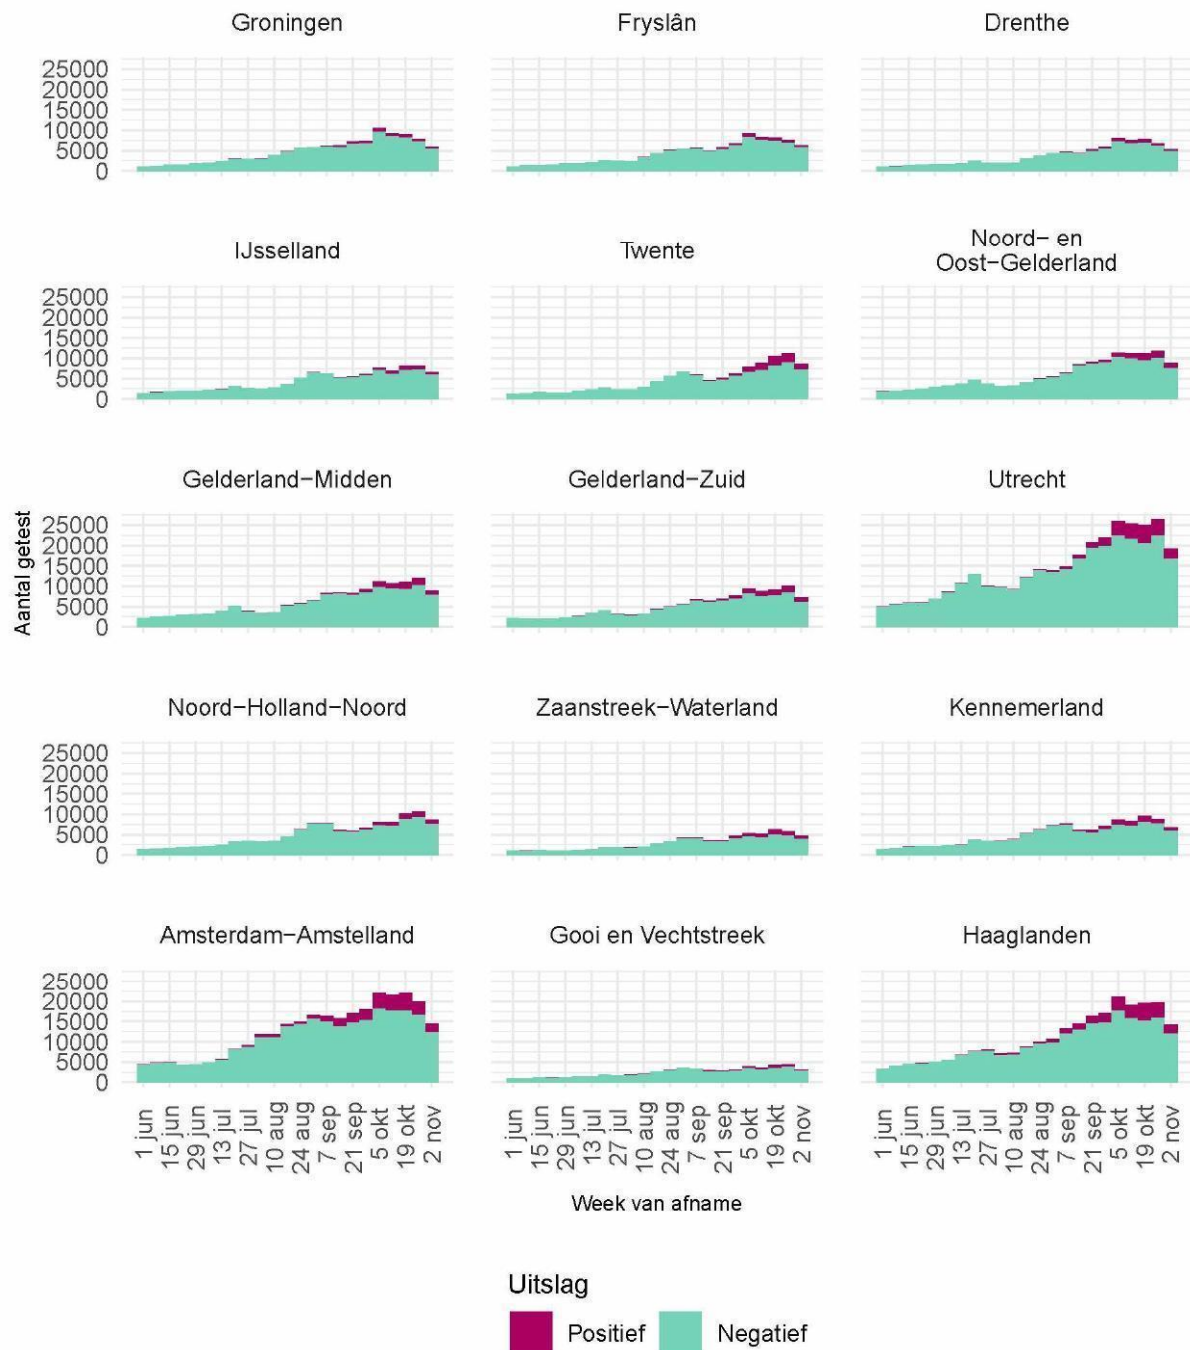 Groningen
Fryslân
Drenthe
25000
20000
15000
10000
5000
0
IJsselland
Twente
Noord− en
Oost−Gelderland
25000
20000
15000
10000
5000
0
Gelderland−Midden
Gelderland−Zuid
Utrecht
25000
20000
15000
10000
5000
0
Aantal getest
Noord−Holland−Noord
Zaanstreek−Waterland
Kennemerland
25000
20000
15000
10000
5000
0
Amsterdam−Amstelland
Gooi en Vechtstreek
Haaglanden
25000
20000
15000
10000
5000
0
1 jun
15 jun
29 jun
13 jul
27 jul
10 aug
24 aug
7 sep
21 sep
5 okt
19 okt
2 nov
1 jun
15 jun
29 jun
13 jul
27 jul
10 aug
24 aug
7 sep
21 sep
5 okt
19 okt
2 nov
1 jun
15 jun
29 jun
13 jul
27 jul
10 aug
24 aug
7 sep
21 sep
5 okt
19 okt
2 nov
Week van afname
Uitslag
Positief
Negatief